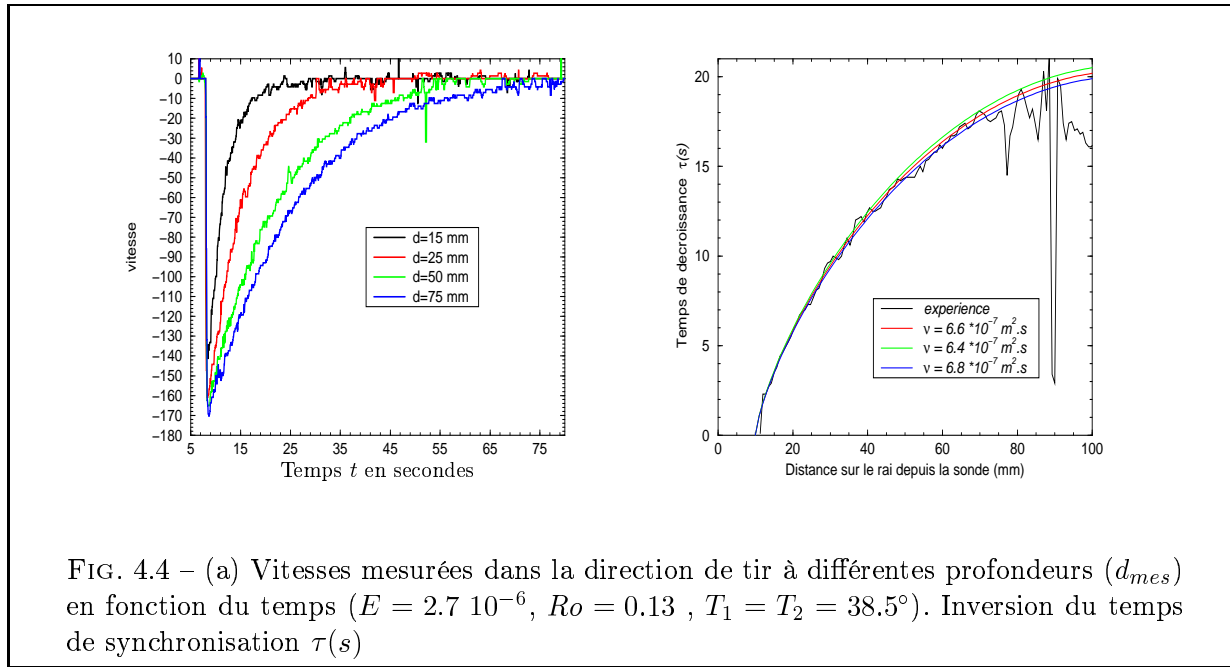 10
0
−10
−20
−30
−40
−50
−60
−70
−80
−90
−100
−110
−120
−130
−140
−150
−160
−170
−180
vitesse
5 15 25 35 45 55 65 75
Temps t en secondes
d=15 mm
d=25 mm
d=50 mm
d=75 mm
20
15
10
5
0
Temps de decroissance τ(s)
0 20 40 60 80 100
Distance sur le rai depuis la sonde (mm)
experience
ν = 6.6 *10⁻⁷ m².s
ν = 6.4 *10⁻⁷ m².s
ν = 6.8 *10⁻⁷ m².s
FIG. 4.4 – (a) Vitesses mesurées dans la direction de tir à différentes profondeurs (d_mes)
en fonction du temps (E = 2.7 10⁻⁶, Ro = 0.13 , T₁ = T₂ = 38.5°). Inversion du temps
de synchronisation τ(s)